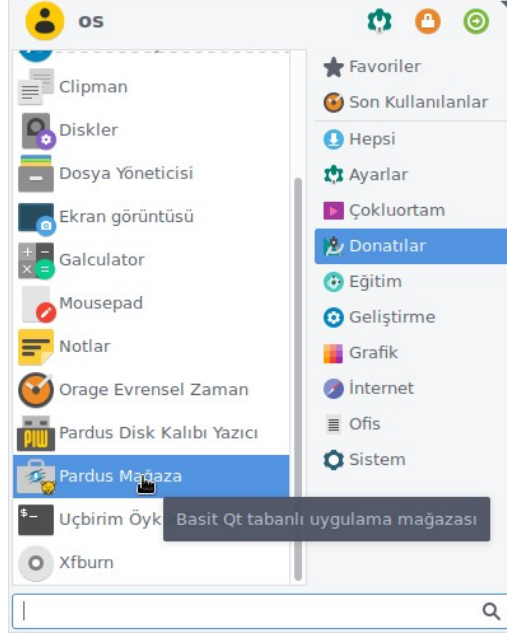 os
Clipman
Diskler
Dosya Yöneticisi
Ekran görüntüsü
Galculator
Mousepad
Notlar
Orage Evrensel Zaman
PIW
Pardus Disk Kalıbı Yazıcı
Pardus Mağaza
$_
Uçbirim Öyk
Basit Qt tabanlı uygulama mağazası
Xfburn
Favoriler
Son Kullanılanlar
Hepsi
Ayarlar
Çokluortam
Donatılar
Eğitim
Geliştirme
Grafik
İnternet
Ofis
Sistem